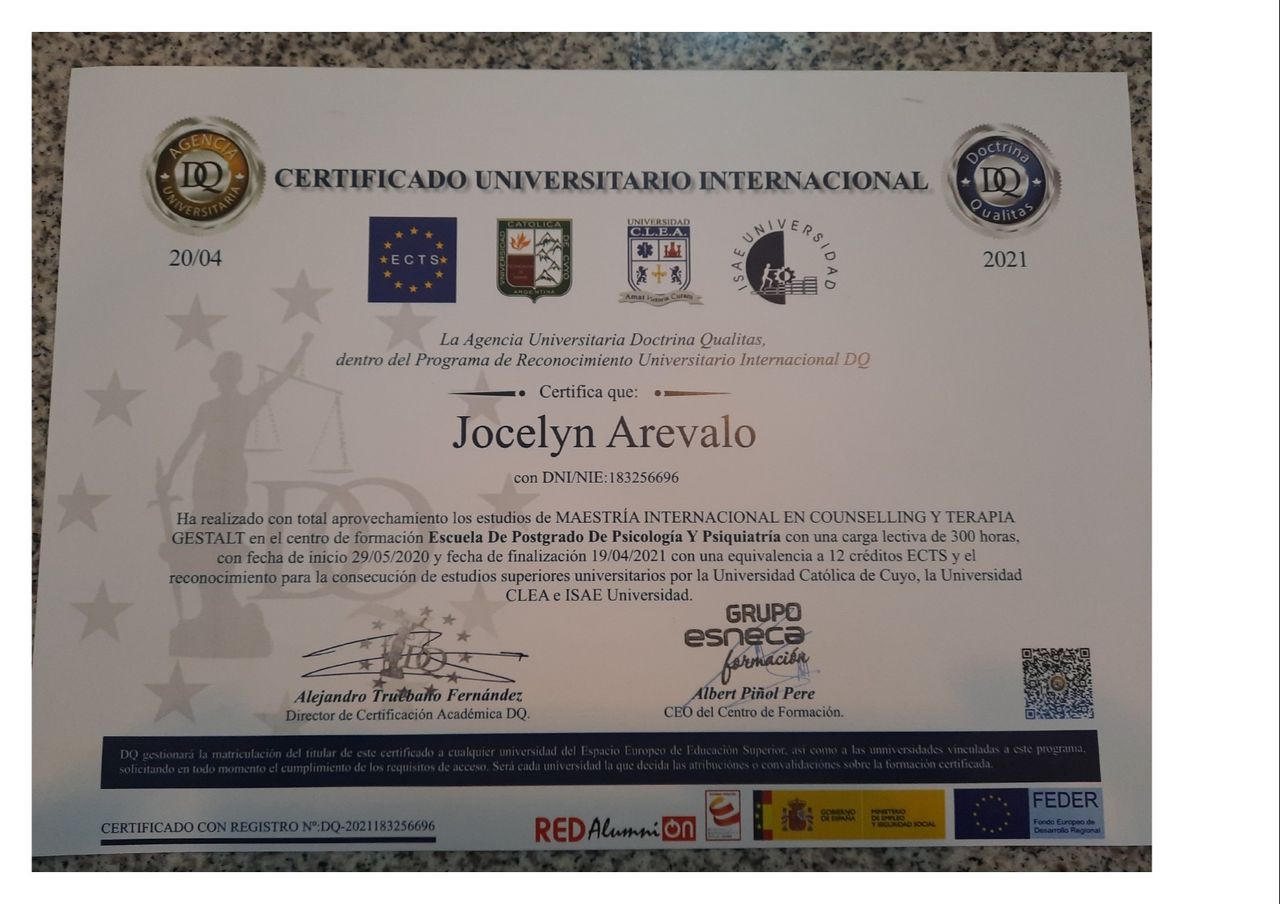 AGENCIA UNIVERSITARIA DQ
CERTIFICADO UNIVERSITARIO INTERNACIONAL
Doctrina Qualitas DQ
20/04
2021
ECTS
UNIVERSIDAD CATOLICA DE CUYO
ARGENTINA
UNIVERSIDAD
C.L.E.A.
Amat Victoria Curam
ISAE UNIVERSIDAD
La Agencia Universitaria Doctrina Qualitas,
dentro del Programa de Reconocimiento Universitario Internacional DQ
Certifica que:
Jocelyn Arevalo
con DNI/NIE:183256696
DQ
Ha realizado con total aprovechamiento los estudios de MAESTRÍA INTERNACIONAL EN COUNSELLING Y TERAPIA
GESTALT en el centro de formación Escuela De Postgrado De Psicología Y Psiquiatría con una carga lectiva de 300 horas,
con fecha de inicio 29/05/2020 y fecha de finalización 19/04/2021 con una equivalencia a 12 créditos ECTS y el
reconocimiento para la consecución de estudios superiores universitarios por la Universidad Católica de Cuyo, la Universidad
CLEA e ISAE Universidad.
DQ
GRUPO
esneca
formación
Alejandro Truebano Fernández
Director de Certificación Académica DQ.
Albert Piñol Pere
CEO del Centro de Formación.
DQ gestionará la matriculación del titular de este certificado a cualquier universidad del Espacio Europeo de Educación Superior, así como a las unniversidades vinculadas a este programa,
solicitando en todo momento el cumplimiento de los requisitos de acceso. Será cada universidad la que decida las atribuciónes o convalidaciónes sobre la formación certificada.
CERTIFICADO CON REGISTRO Nº:DQ-2021183256696
RED Alumni ON
GOBIERNO
DE ESPAÑA
MINISTERIO
DE EMPLEO
Y SEGURIDAD SOCIAL
FEDER
Fondo Europeo de
Desarrollo Regional